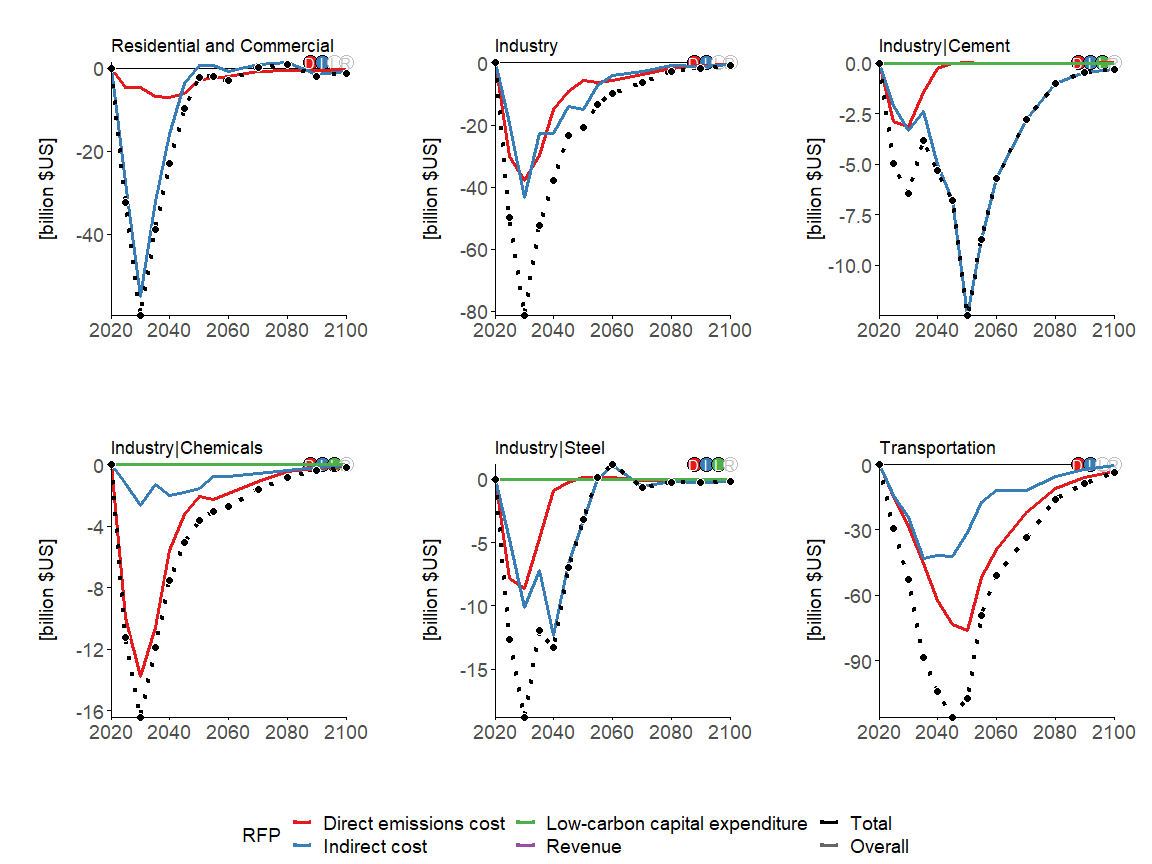 Residential and Commercial
[billion $US]
0
-20
-40
2020 2040 2060 2080 2100
D I L R
Industry
[billion $US]
0
-20
-40
-60
-80
2020 2040 2060 2080 2100
D I L R
Industry|Cement
[billion $US]
0.0
-2.5
-5.0
-7.5
-10.0
2020 2040 2060 2080 2100
D I L R
Industry|Chemicals
[billion $US]
0
-4
-8
-12
-16
2020 2040 2060 2080 2100
D I L R
Industry|Steel
[billion $US]
0
-5
-10
-15
2020 2040 2060 2080 2100
D I L R
Transportation
[billion $US]
0
-30
-60
-90
2020 2040 2060 2080 2100
D I L R
RFP
Direct emissions cost
Low-carbon capital expenditure
Total
Indirect cost
Revenue
Overall